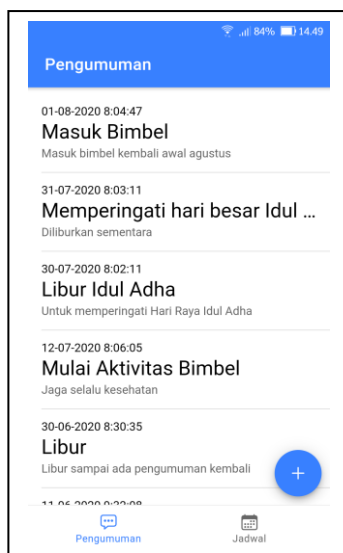 84% 14.49
Pengumuman
01-08-2020 8:04:47
Masuk Bimbel
Masuk bimbel kembali awal agustus
31-07-2020 8:03:11
Memperingati hari besar Idul ...
Diliburkan sementara
30-07-2020 8:02:11
Libur Idul Adha
Untuk memperingati Hari Raya Idul Adha
12-07-2020 8:06:05
Mulai Aktivitas Bimbel
Jaga selalu kesehatan
30-06-2020 8:30:35
Libur
Libur sampai ada pengumuman kembali
Pengumuman
Jadwal